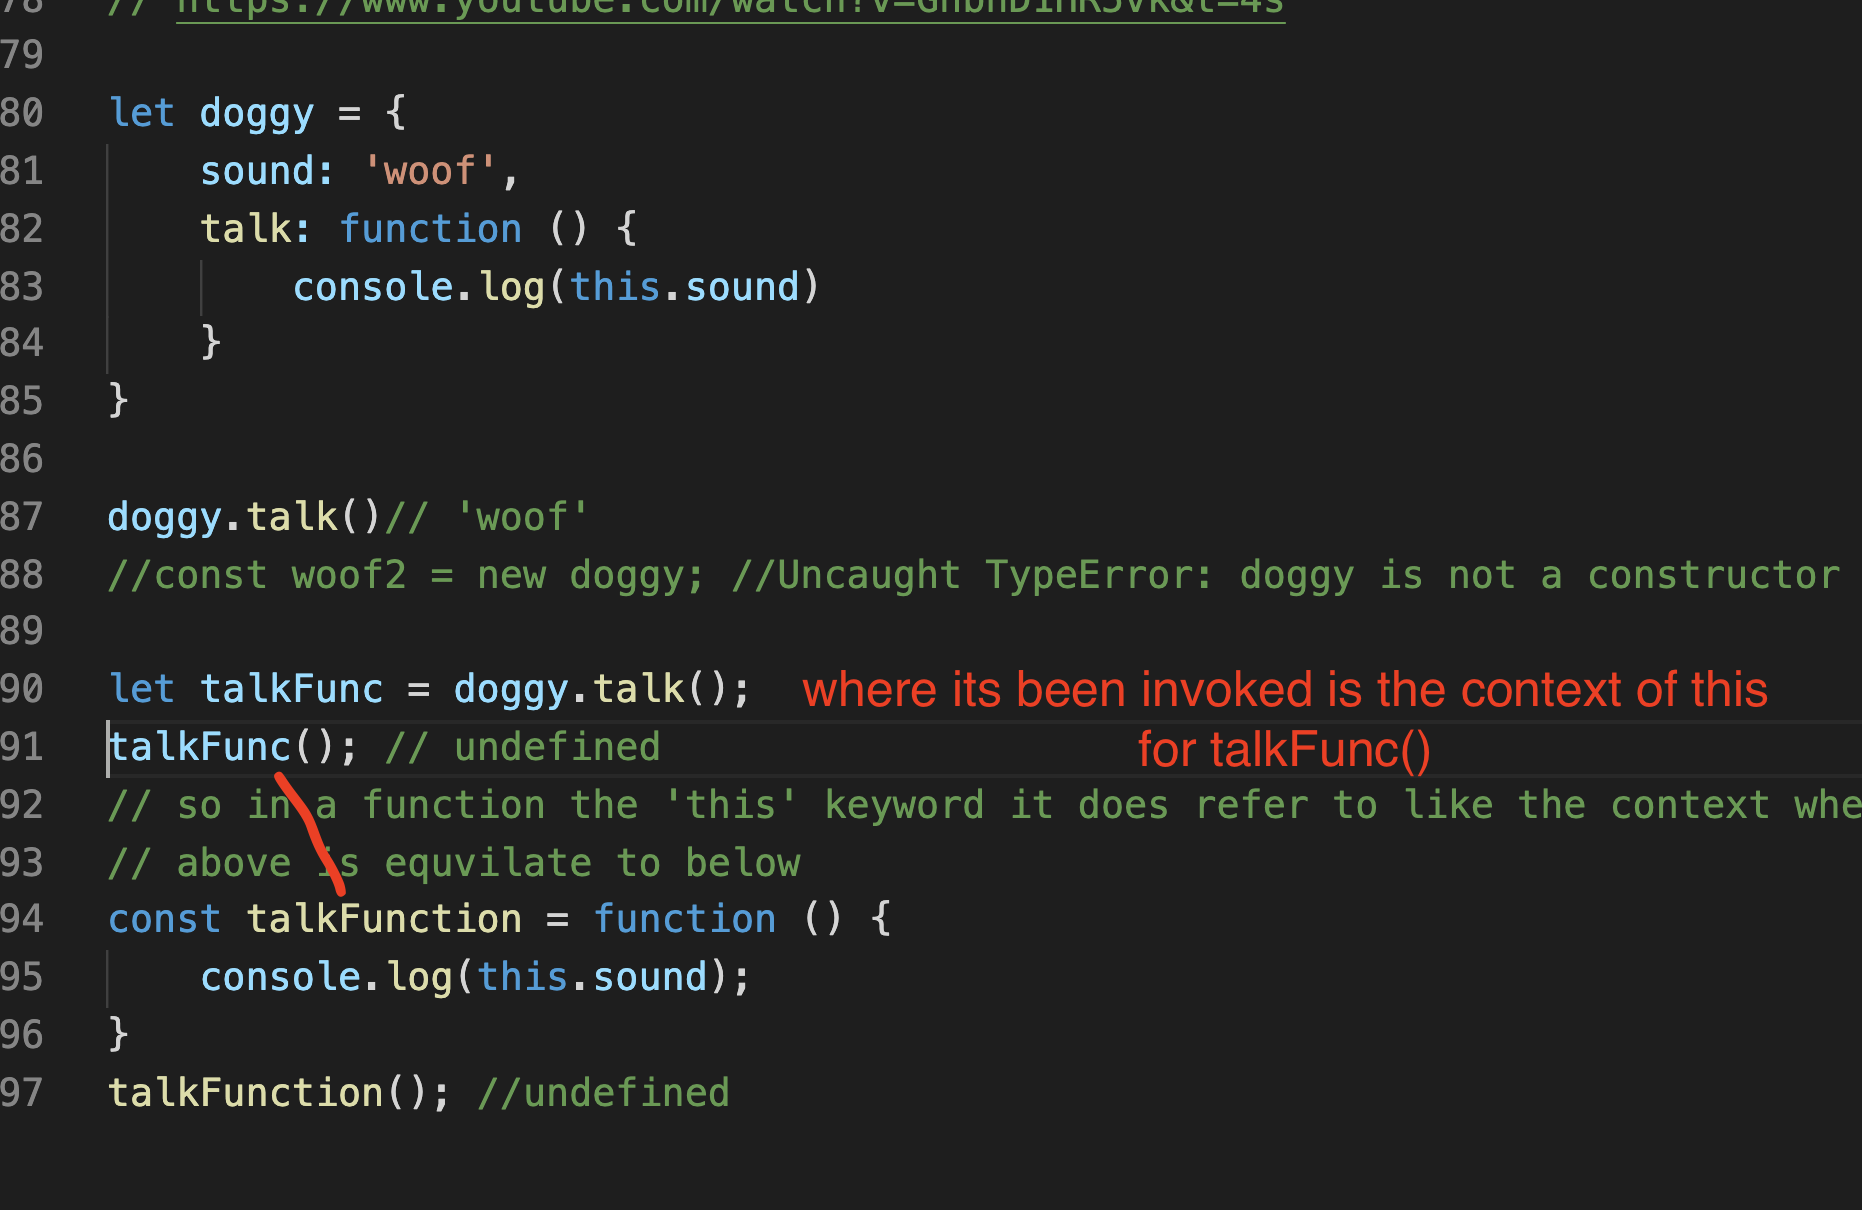 79
80 let doggy = {
81 sound: 'woof',
82 talk: function () {
83 console.log(this.sound)
84 }
85 }
86
87 doggy.talk()// 'woof'
88 //const woof2 = new doggy; //Uncaught TypeError: doggy is not a constructor
89
90 let talkFunc = doggy.talk(); where its been invoked is the context of this
91 talkFunc(); // undefined for talkFunc()
92 // so in a function the 'this' keyword it does refer to like the context whe
93 // above is equvilate to below
94 const talkFunction = function () {
95 console.log(this.sound);
96 }
97 talkFunction(); //undefined